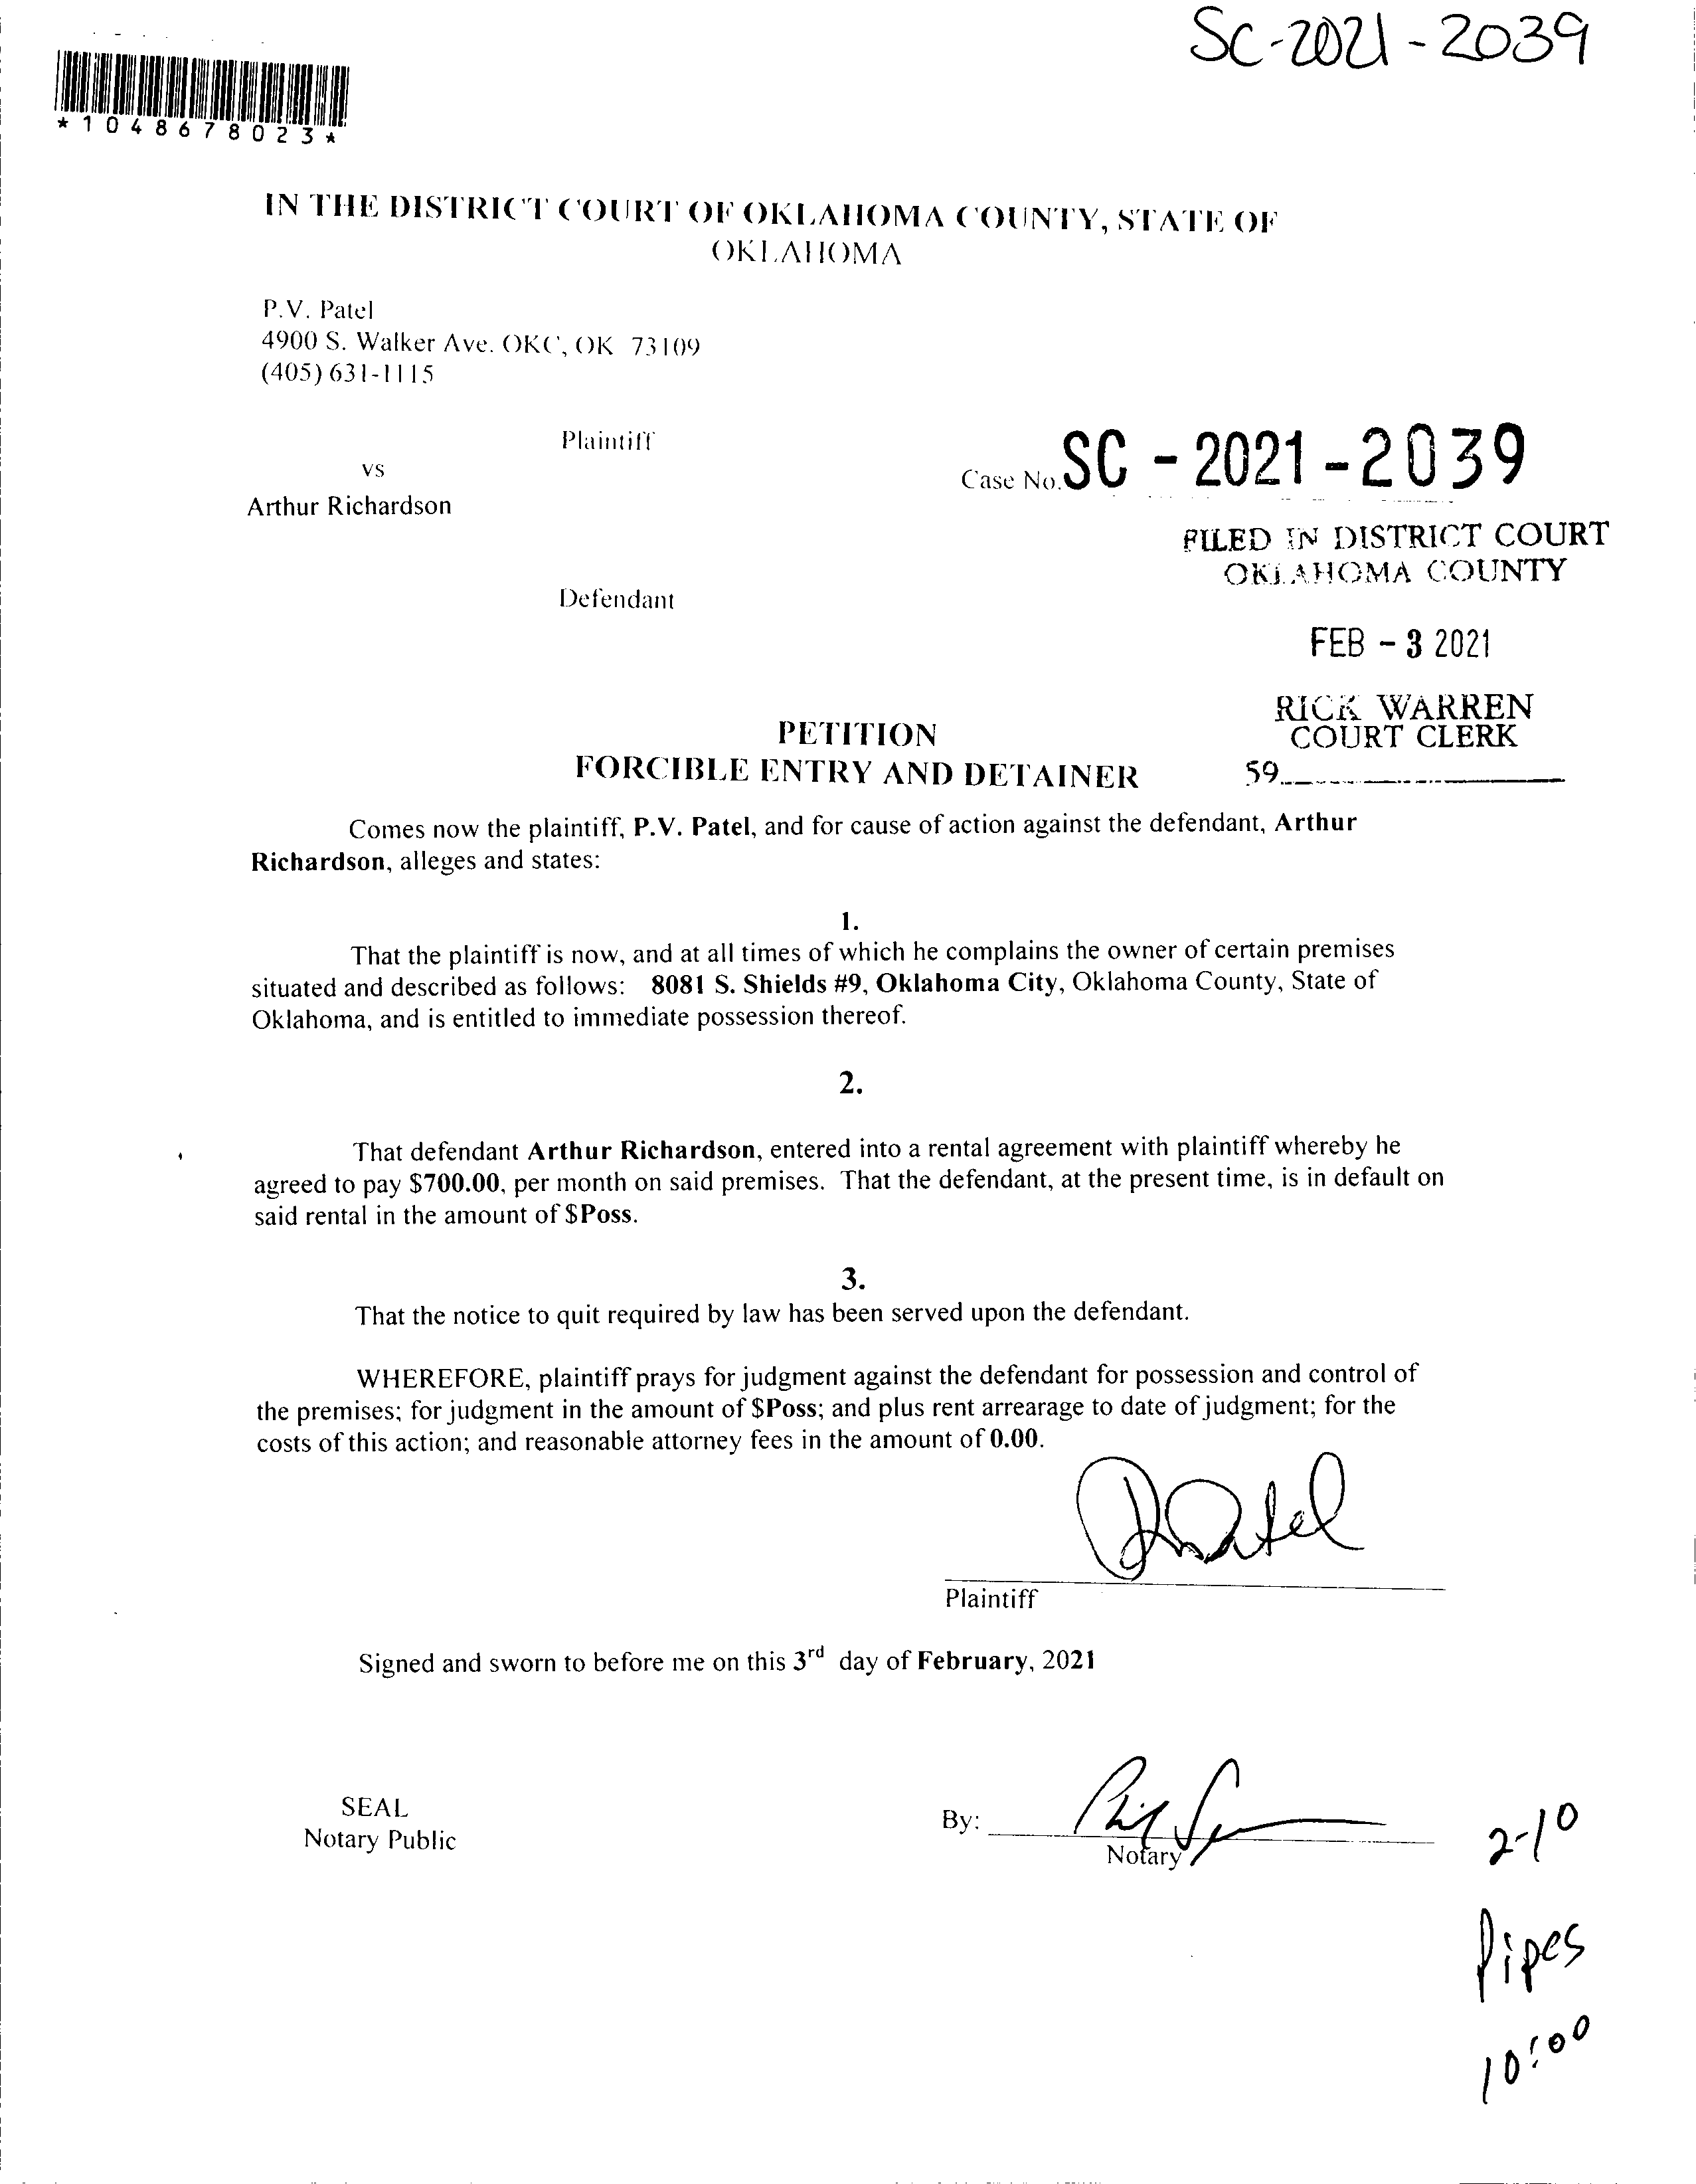 SC-2021-2039
*1048678023*
IN THE DISTRICT COURT OF OKLAHOMA COUNTY, STATE OF
OKLAHOMA
P.V. Patel
4900 S. Walker Ave. OKC, OK 73109
(405) 631-1115
Plaintiff
vs
Case No. SC - 2021 - 2039
Arthur Richardson
FILED IN DISTRICT COURT
OKLAHOMA COUNTY
Defendant
FEB - 3 2021
RICK WARREN
COURT CLERK
59
PETITION
FORCIBLE ENTRY AND DETAINER
Comes now the plaintiff, P.V. Patel, and for cause of action against the defendant, Arthur
Richardson, alleges and states:
1.
That the plaintiff is now, and at all times of which he complains the owner of certain premises
situated and described as follows: 8081 S. Shields #9, Oklahoma City, Oklahoma County, State of
Oklahoma, and is entitled to immediate possession thereof.
2.
That defendant Arthur Richardson, entered into a rental agreement with plaintiff whereby he
agreed to pay $700.00, per month on said premises. That the defendant, at the present time, is in default on
said rental in the amount of $Poss.
3.
That the notice to quit required by law has been served upon the defendant.
WHEREFORE, plaintiff prays for judgment against the defendant for possession and control of
the premises; for judgment in the amount of $Poss; and plus rent arrearage to date of judgment; for the
costs of this action; and reasonable attorney fees in the amount of 0.00.
Plaintiff
Signed and sworn to before me on this 3rd day of February, 2021
SEAL
Notary Public
By:
Notary
2-10
Pipes
10:00